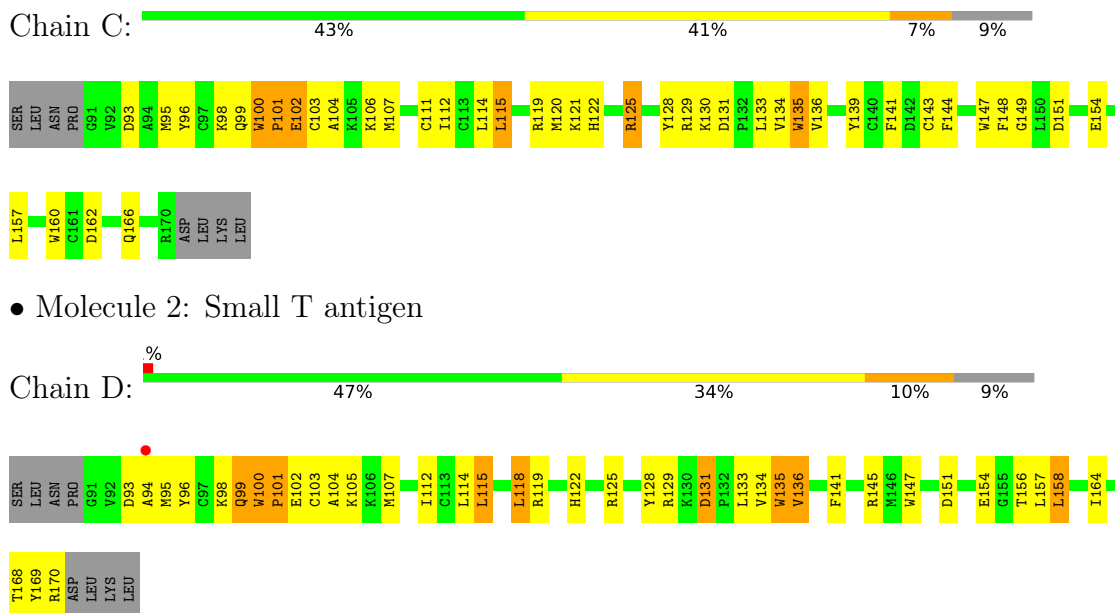 Chain C:
43% 41% 7% 9%
SER LEU ASN PRO G91 V92 D93 A94 M95 Y96 C97 K98 Q99 W100 P101 E102 C103 A104 K105 K106 M107 C111 I112 C113 L114 L115 R119 M120 K121 H122 R125 Y128 R129 K130 D131 P132 L133 V134 W135 V136 Y139 C140 F141 D142 C143 F144 W147 F148 G149 L150 D151 E154
L157 W160 C161 D162 Q166 R170 ASP LEU LYS LEU
• Molecule 2: Small T antigen
.%
Chain D:
47% 34% 10% 9%
SER LEU ASN PRO G91 V92 D93 A94 M95 Y96 C97 K98 Q99 W100 P101 E102 C103 A104 K105 K106 M107 I112 C113 L114 L115 L118 R119 H122 R125 Y128 R129 K130 D131 P132 L133 V134 W135 V136 F141 R145 M146 W147 D151 E154 G155 T156 L157 L158 I164
T168 Y169 R170 ASP LEU LYS LEU